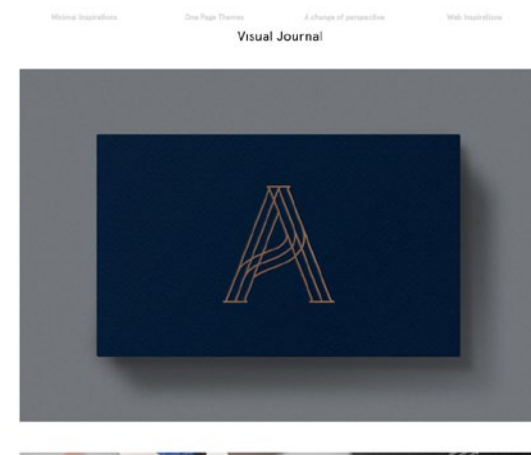 Minimal Inspirations One Page Themes A change of perspective Web Inspirations
Visual Journal
A